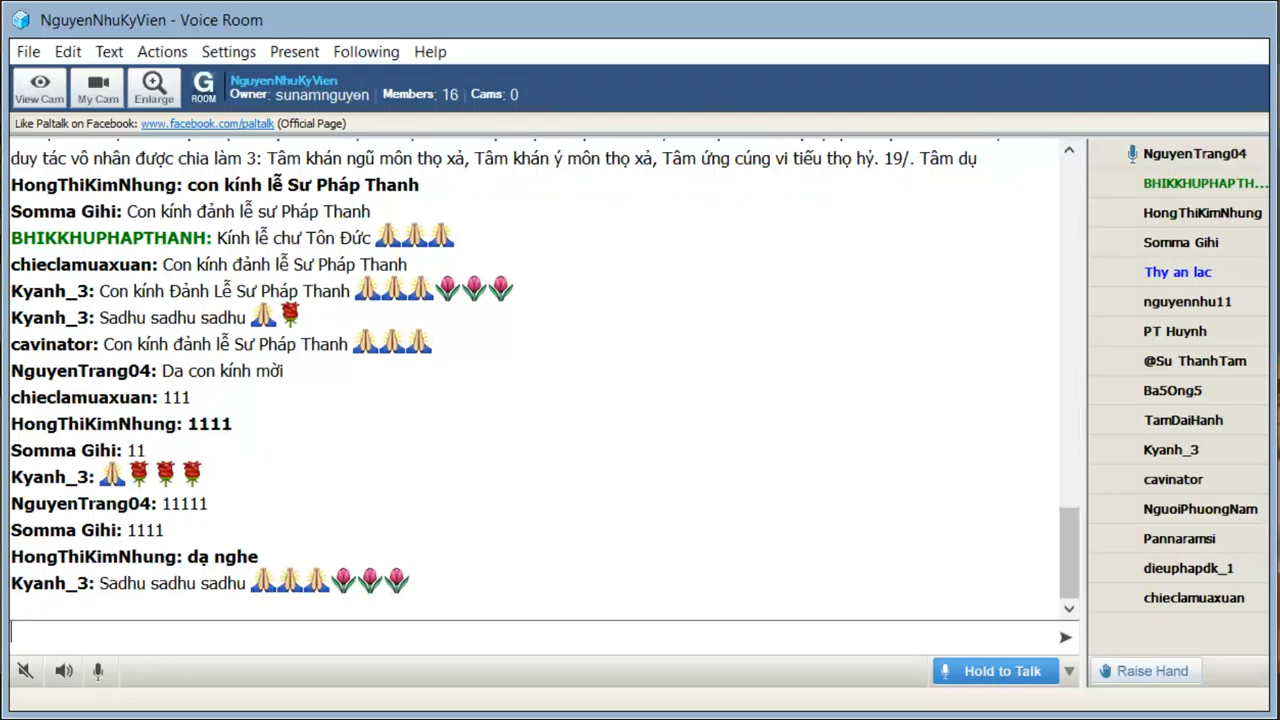 NguyenNhuKyVien - Voice Room
File Edit Text Actions Settings Present Following Help
View Cam My Cam Enlarge G ROOM NguyenNhuKyVien
Owner: sunamnguyen Members: 16 Cams: 0
Like Paltalk on Facebook: www.facebook.com/paltalk (Official Page)
duy tác vô nhân được chia làm 3: Tâm khán ngũ môn thọ xả, Tâm khán ý môn thọ xả, Tâm ứng cúng vi tiếu thọ hỷ. 19/. Tâm dụ
HongThiKimNhung: con kính lễ Sư Pháp Thanh
Somma Gihi: Con kính đảnh lễ sư Pháp Thanh
BHIKKHUPHAPTHANH: Kính lễ chư Tôn Đức 🙏🙏🙏
chieclamuaxuan: Con kính đảnh lễ Sư Pháp Thanh
Kyanh_3: Con kính Đảnh Lễ Sư Pháp Thanh 🙏🙏🙏🌷🌷🌷
Kyanh_3: Sadhu sadhu sadhu 🙏🌹
cavinator: Con kính đảnh lễ Sư Pháp Thanh 🙏🙏🙏
NguyenTrang04: Da con kính mời
chieclamuaxuan: 111
HongThiKimNhung: 1111
Somma Gihi: 11
Kyanh_3: 🙏🌹🌹🌹
NguyenTrang04: 11111
Somma Gihi: 1111
HongThiKimNhung: dạ nghe
Kyanh_3: Sadhu sadhu sadhu 🙏🙏🙏🌷🌷🌷
NguyenTrang04
BHIKKHUPHAPTH...
HongThiKimNhung
Somma Gihi
Thy an lac
nguyennhu11
PT Huynh
@Su ThanhTam
Ba5Ong5
TamDaiHanh
Kyanh_3
cavinator
NguoiPhuongNam
Pannaramsi
dieuphapdk_1
chieclamuaxuan
Hold to Talk
Raise Hand